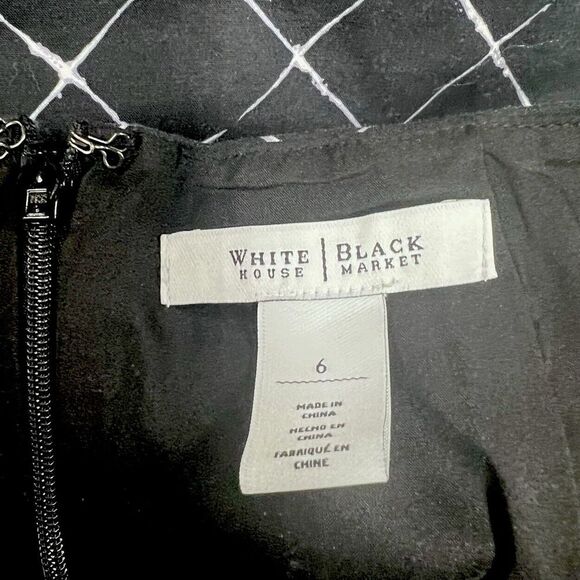 WHITE | BLACK
HOUSE | MARKET
6
MADE IN
CHINA
HECHO EN
CHINA
FABRIQUÉ EN
CHINE